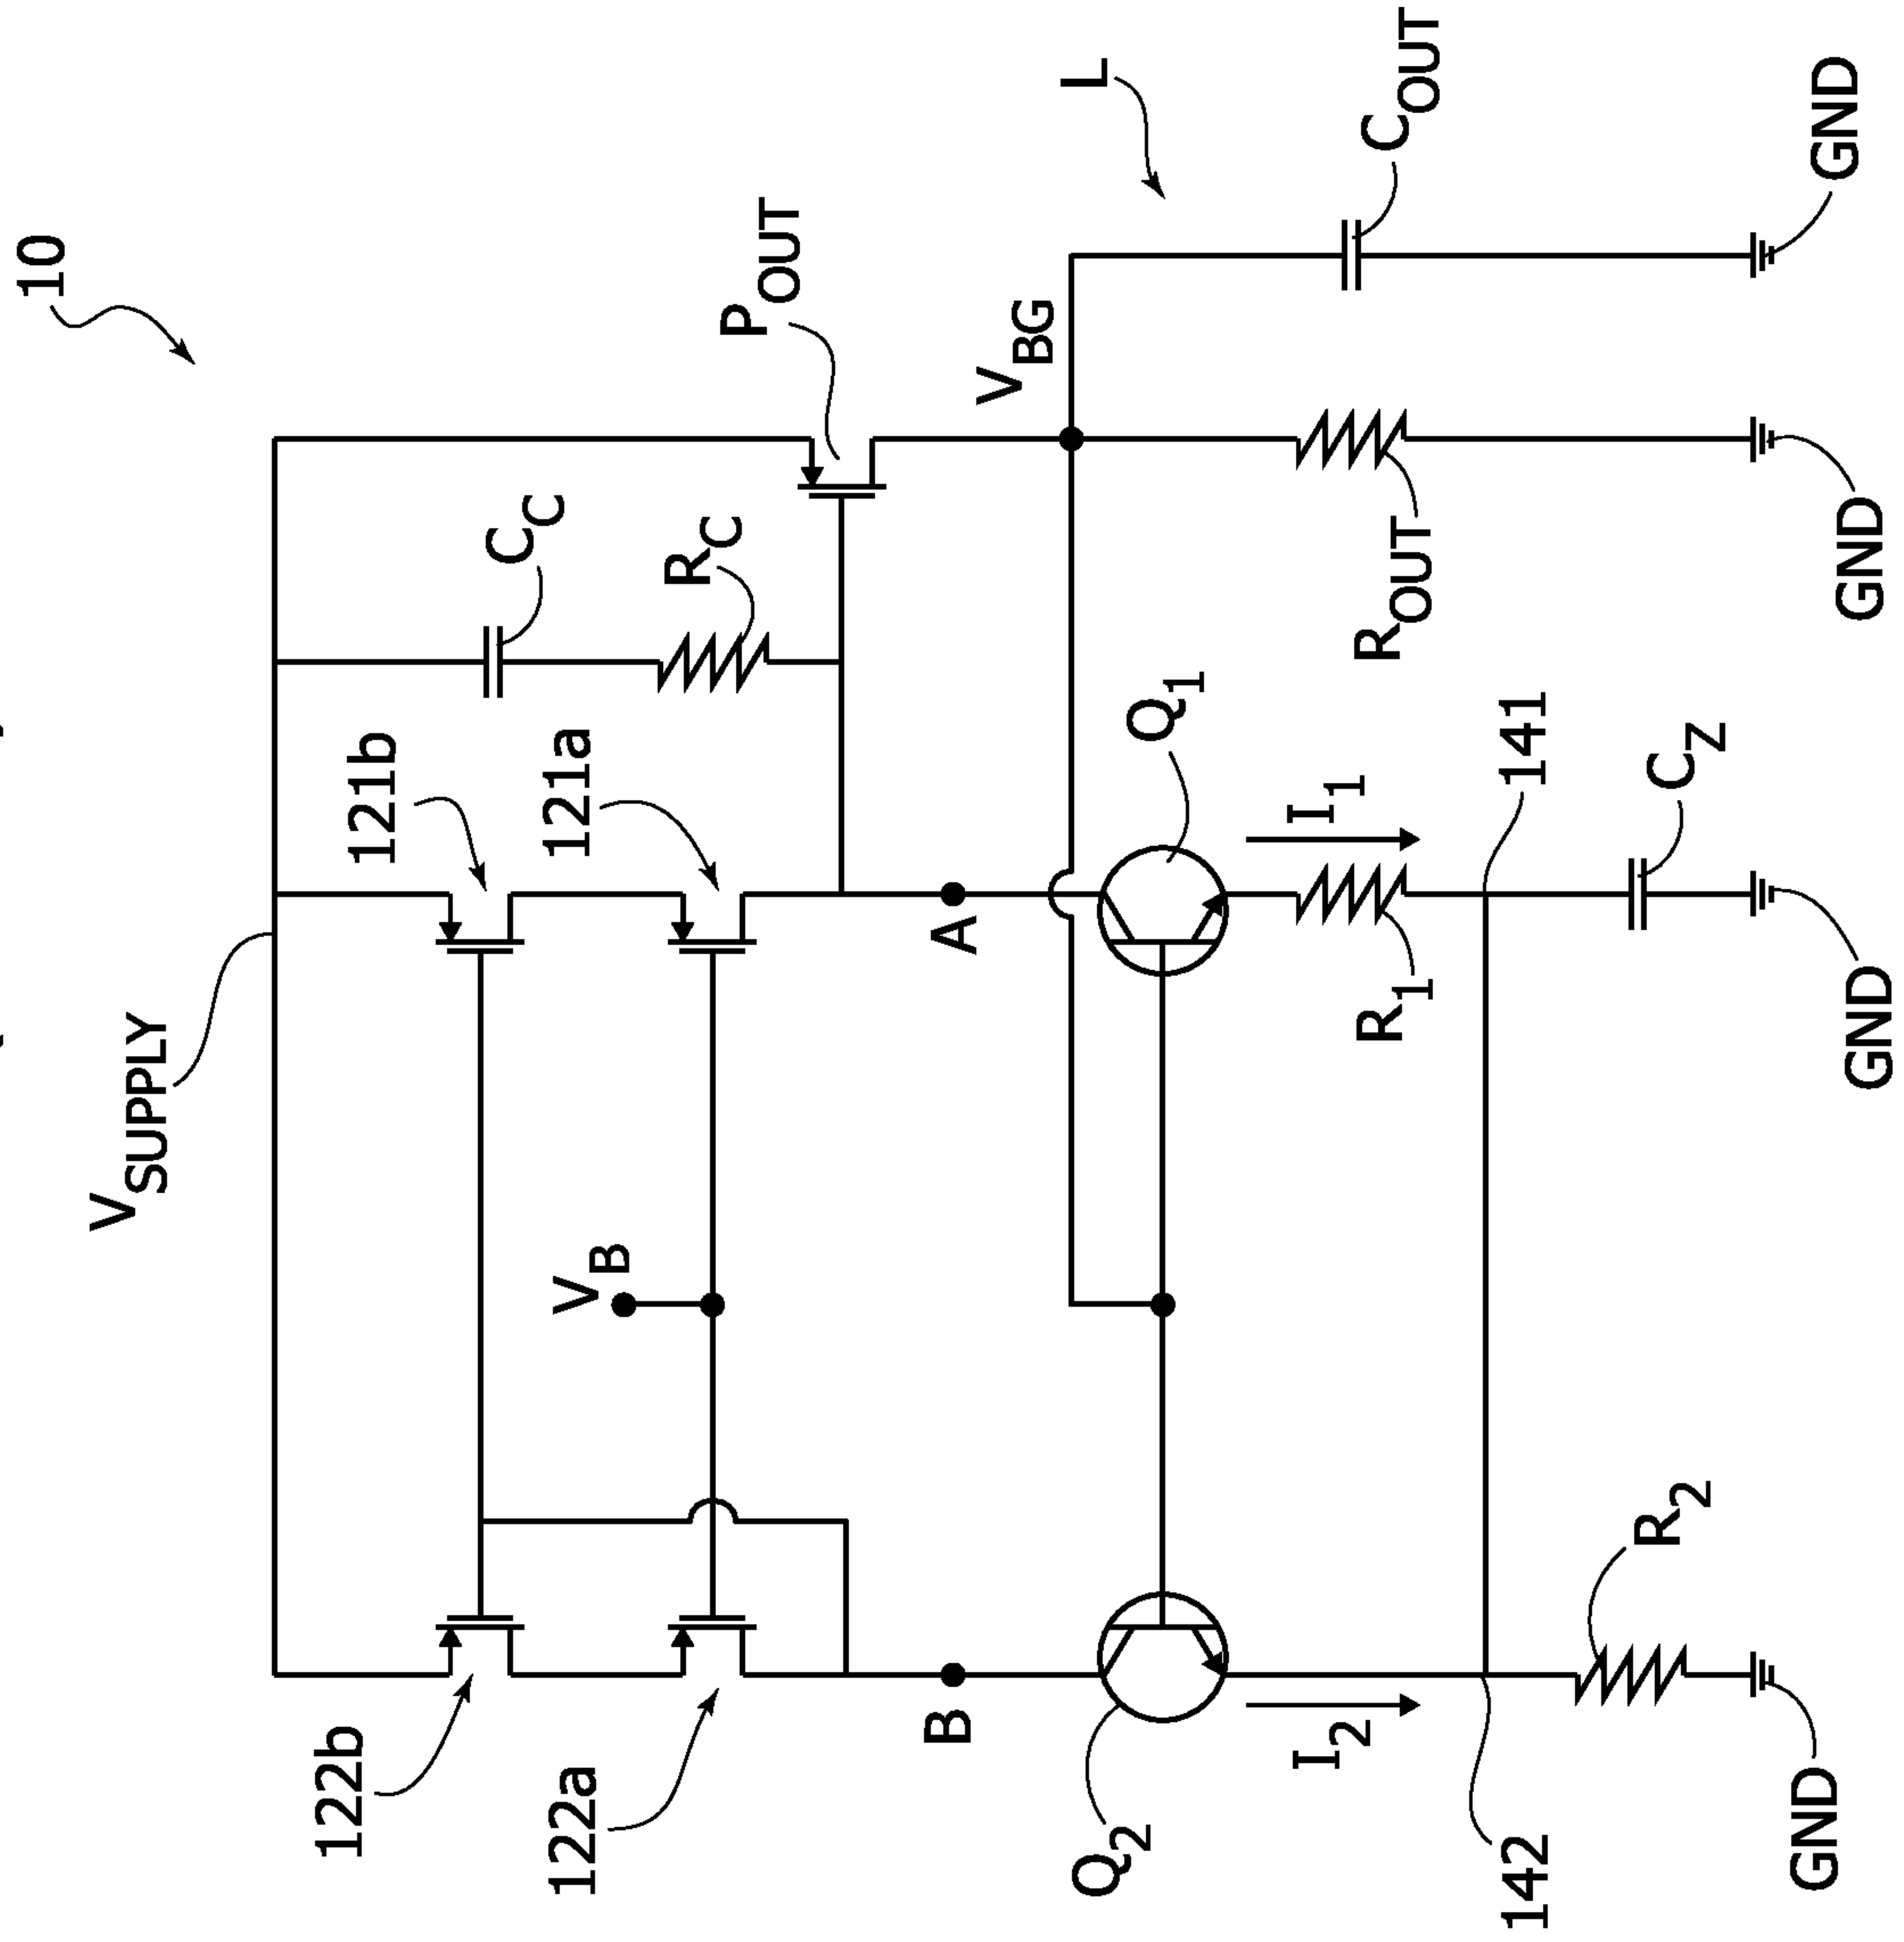 10
V_SUPPLY
122b
122a
121b
121a
V_B
C_C
R_C
P_OUT
B
A
V_BG
L
Q_2
Q_1
I_2
I_1
R_1
R_OUT
C_OUT
142
141
R_2
C_Z
GND
GND
GND
GND